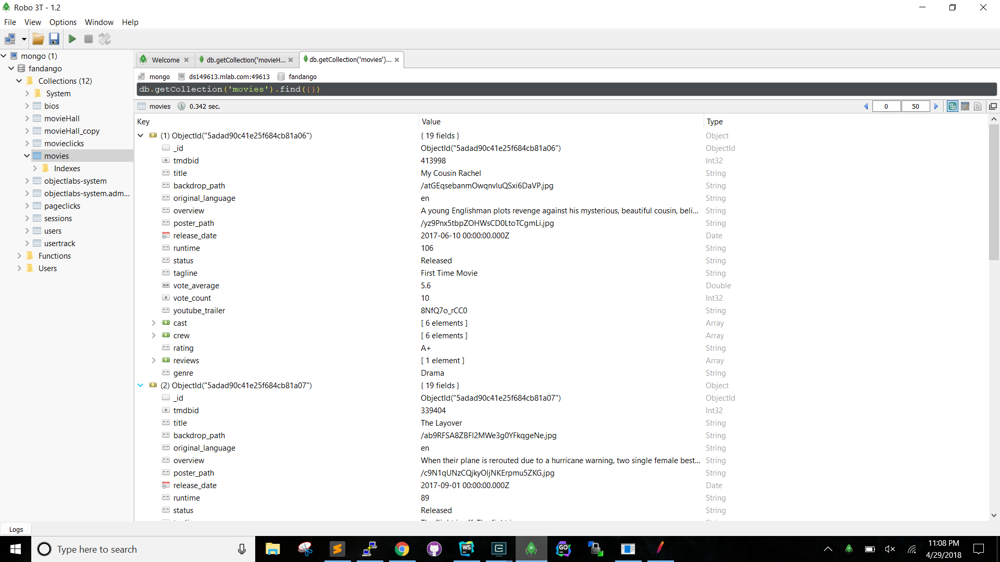 Robo 3T - 1.2
File View Options Window Help
mongo (1)
fandango
Collections (12)
System
bios
movieHall
movieHall_copy
movieclicks
movies
Indexes
objectlabs-system
objectlabs-system.adm...
pageclicks
sessions
users
usertrack
Functions
Users
Welcome db.getCollection('movieH... db.getCollection('movies')...
mongo ds149613.mlab.com:49613 fandango
db.getCollection('movies').find({})
movies 0.342 sec. 0 50
Key Value Type
(1) ObjectId("5adad90c41e25f684cb81a06") { 19 fields } Object
_id ObjectId("5adad90c41e25f684cb81a06") ObjectId
tmdbid 413998 Int32
title My Cousin Rachel String
backdrop_path /atGEqsebanmOwqnvluQSxi6DaVP.jpg String
original_language en String
overview A young Englishman plots revenge against his mysterious, beautiful cousin, beli... String
poster_path /yz9Pnx5tbpZOHWsCD0LtoTCgmLi.jpg String
release_date 2017-06-10 00:00:00.000Z Date
runtime 106 String
status Released String
tagline First Time Movie String
vote_average 5.6 Double
vote_count 10 Int32
youtube_trailer 8NfQ7o_rCC0 String
cast [ 6 elements ] Array
crew [ 6 elements ] Array
rating A+ String
reviews [ 1 element ] Array
genre Drama String
(2) ObjectId("5adad90c41e25f684cb81a07") { 19 fields } Object
_id ObjectId("5adad90c41e25f684cb81a07") ObjectId
tmdbid 339404 Int32
title The Layover String
backdrop_path /ab9RFSA8ZBFl2MWe3g0YFkqgeNe.jpg String
original_language en String
overview When their plane is rerouted due to a hurricane warning, two single female best... String
poster_path /c9N1qUNzCQjkyOljNKErpmu5ZKG.jpg String
release_date 2017-09-01 00:00:00.000Z Date
runtime 89 String
status Released String
Logs
Type here to search
WS
GO
11:08 PM
4/29/2018